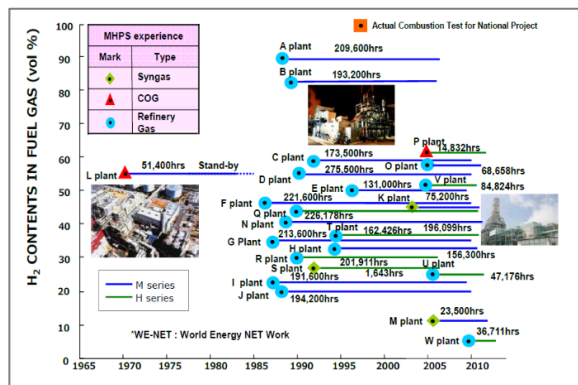 Actual Combustion Test for National Project
MHPS experience
Mark Type
Syngas
COG
Refinery Gas
H2 CONTENTS IN FUEL GAS (vol %)
100
90
80
70
60
50
40
30
20
10
0
A plant 209,600hrs
B plant 193,200hrs
P plant
14,832hrs
C plant 173,500hrs
O plant
68,658hrs
L plant 51,400hrs Stand-by
D plant 275,500hrs
V plant
84,824hrs
E plant 131,000hrs
K plant 75,200hrs
F plant 221,600hrs
Q plant
N plant 226,178hrs
196,099hrs
T plant
162,426hrs
G Plant 213,600hrs
H plant
R plant
156,300hrs
S plant 201,911hrs
U plant
47,176hrs
1,643hrs
I plant 191,600hrs
J plant 194,200hrs
M series
H series
M plant 23,500hrs
W plant 36,711hrs
*WE-NET : World Energy NET Work
1965 1970 1975 1980 1985 1990 1995 2000 2005 2010